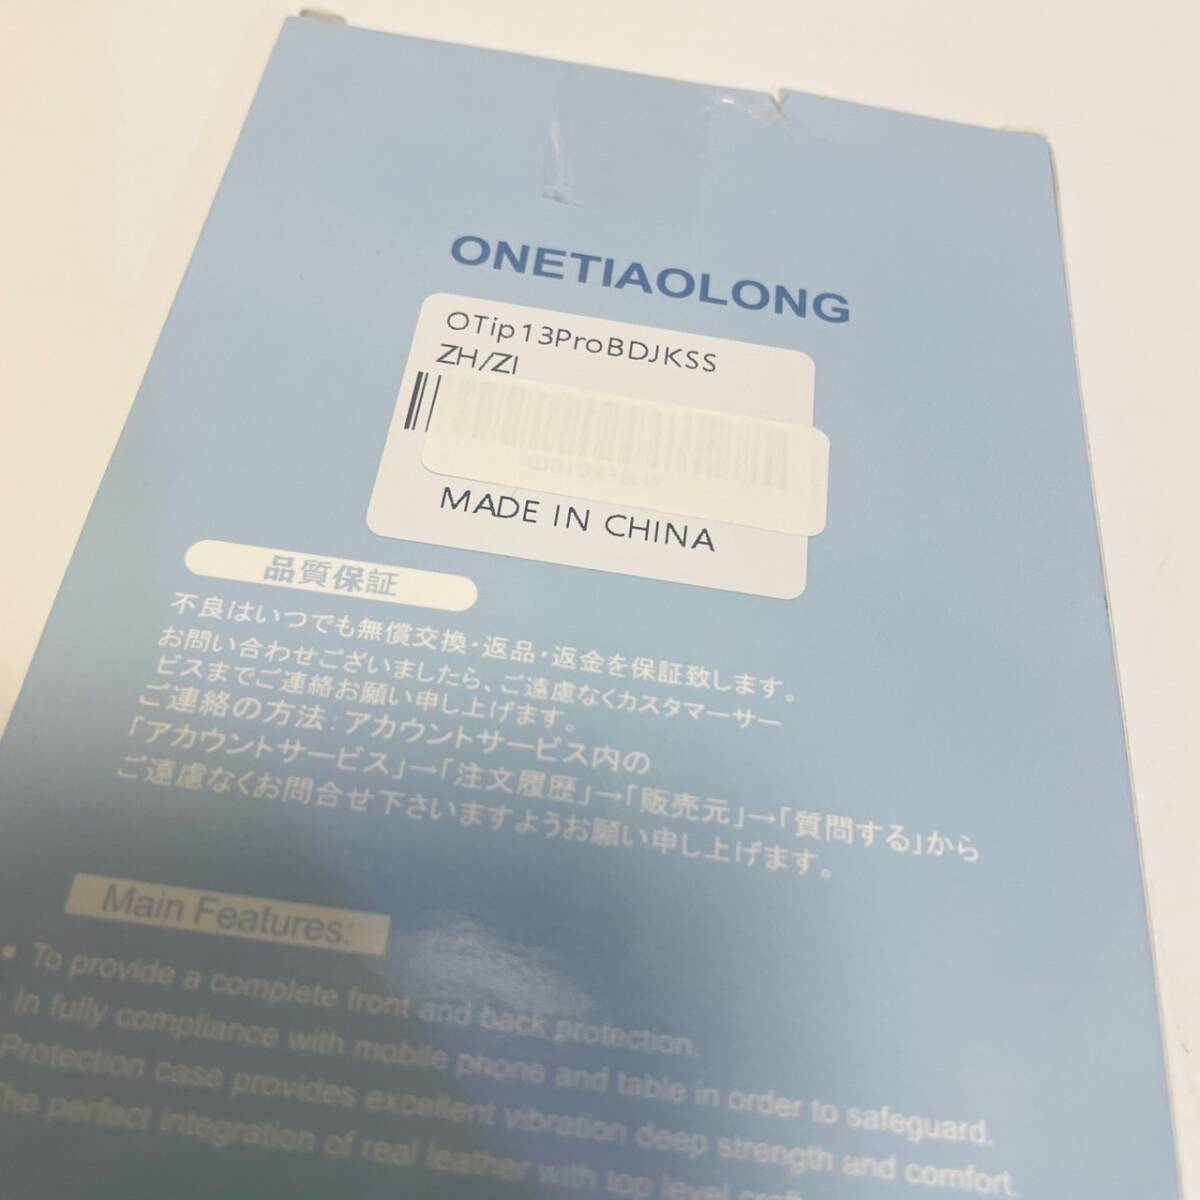 ONETIAOLONG
OTip13ProBDJKSS
ZH/ZI
MADE IN CHINA
品質保証
不良はいつでも無償交換・返品・返金を保証致します。
お問い合わせございましたら、ご遠慮なくカスタマーサー
ビスまでご連絡お願い申し上げます。
ご連絡の方法：アカウントサービス内の
「アカウントサービス」→「注文履歴」→「販売元」→「質問する」から
ご遠慮なくお問合せ下さいますようお願い申し上げます。
Main Features:
• To provide a complete front and back protection.
In fully compliance with mobile phone and table in order to safeguard.
Protection case provides excellent vibration deep strength and comfort.
The perfect integration of real leather with top level craft